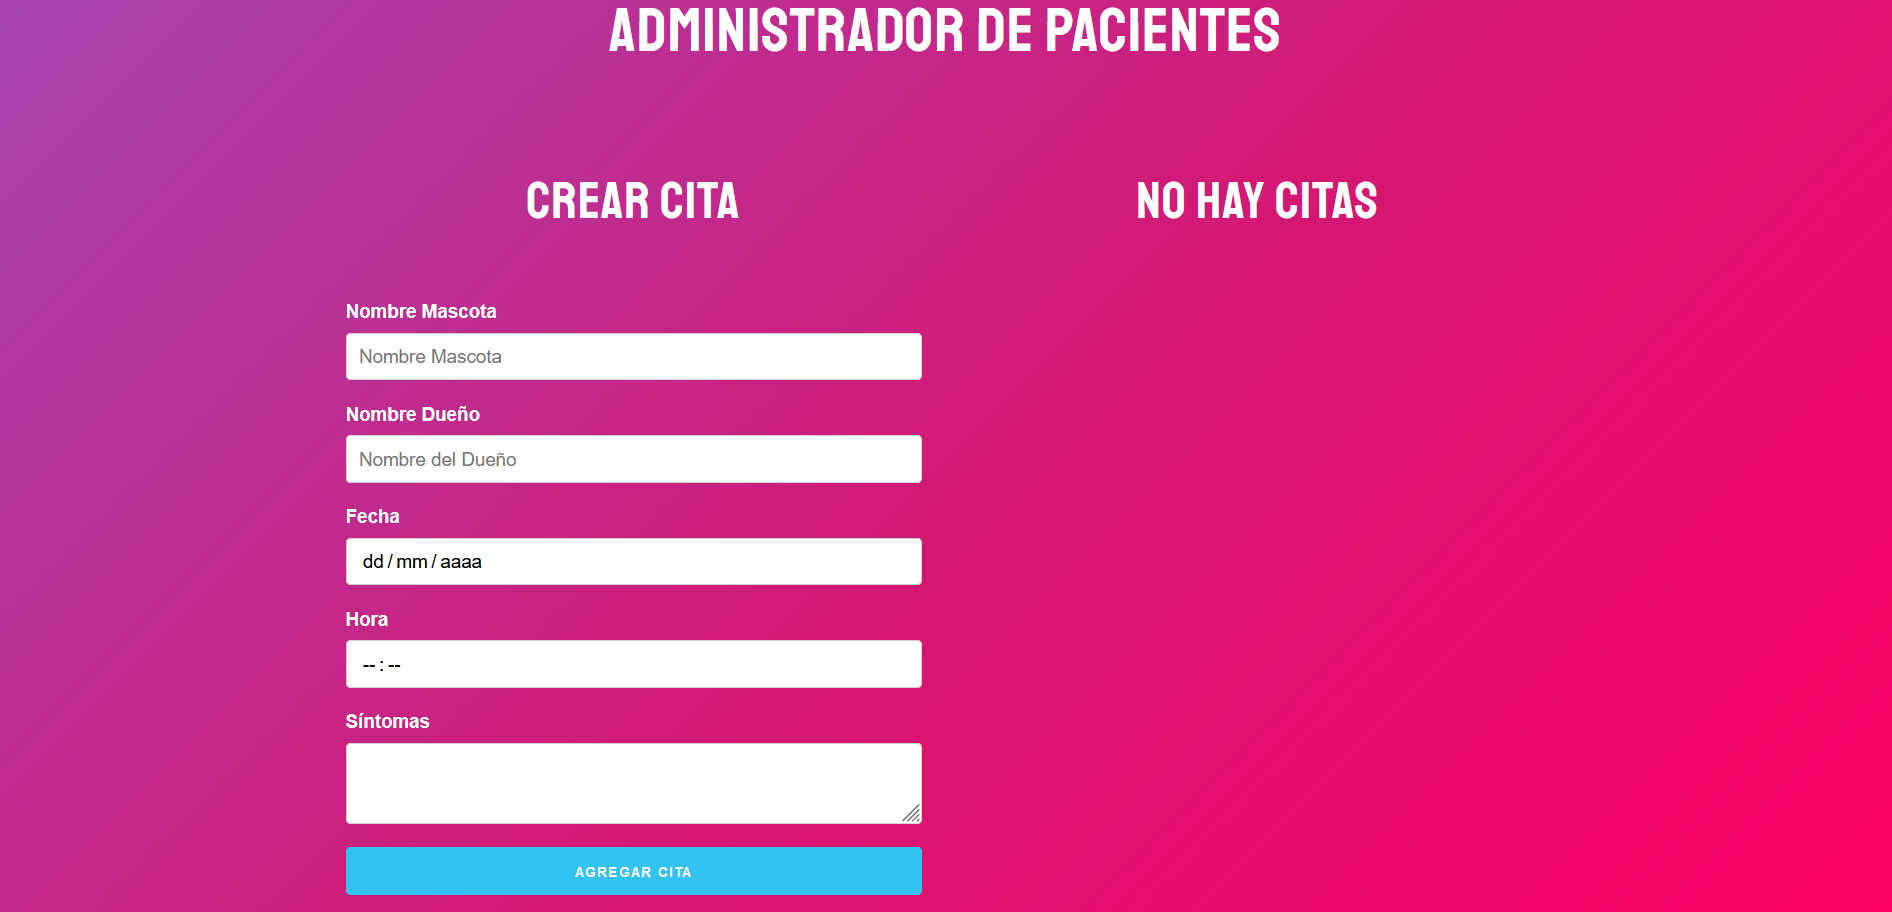 ADMINISTRADOR DE PACIENTES
CREAR CITA
NO HAY CITAS
Nombre Mascota
Nombre Mascota
Nombre Dueño
Nombre del Dueño
Fecha
dd/mm/aaaa
Hora
--:--
Síntomas
AGREGAR CITA